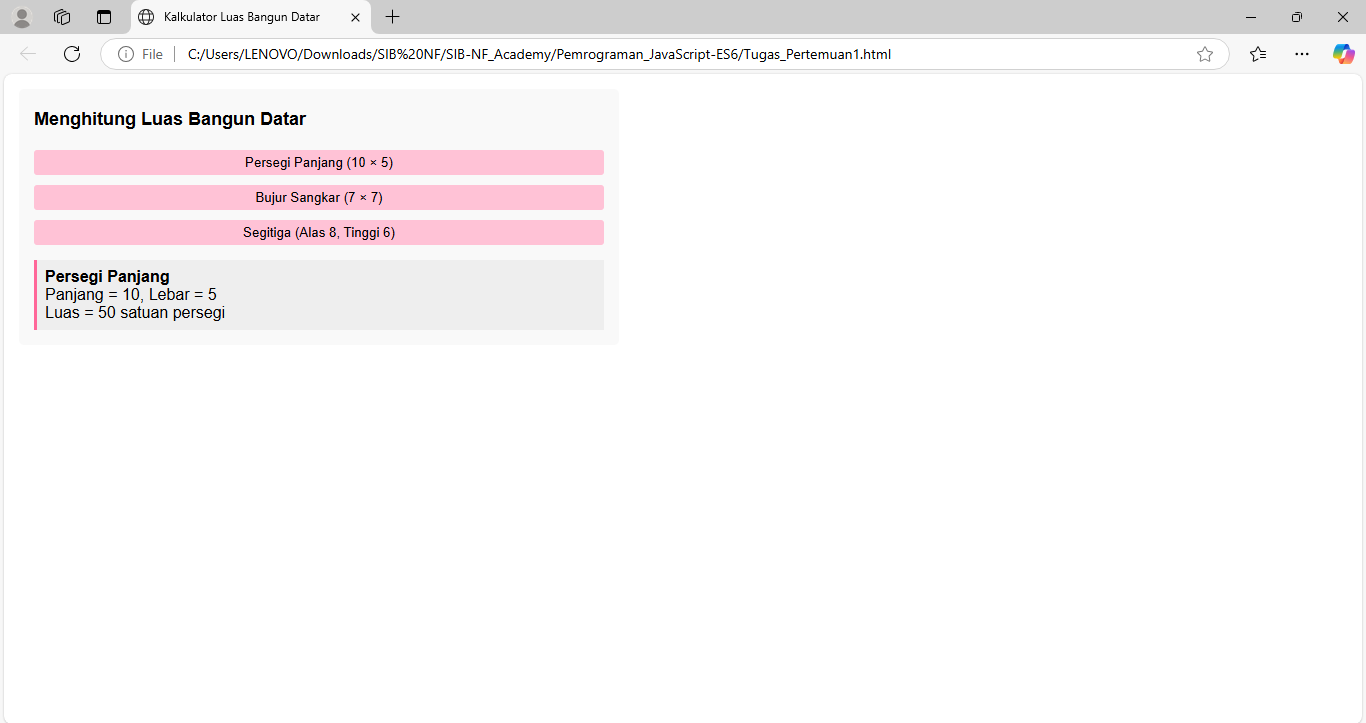 Kalkulator Luas Bangun Datar
File
C:/Users/LENOVO/Downloads/SIB%20NF/SIB-NF_Academy/Pemrograman_JavaScript-ES6/Tugas_Pertemuan1.html
Menghitung Luas Bangun Datar
Persegi Panjang (10 × 5)
Bujur Sangkar (7 × 7)
Segitiga (Alas 8, Tinggi 6)
Persegi Panjang
Panjang = 10, Lebar = 5
Luas = 50 satuan persegi